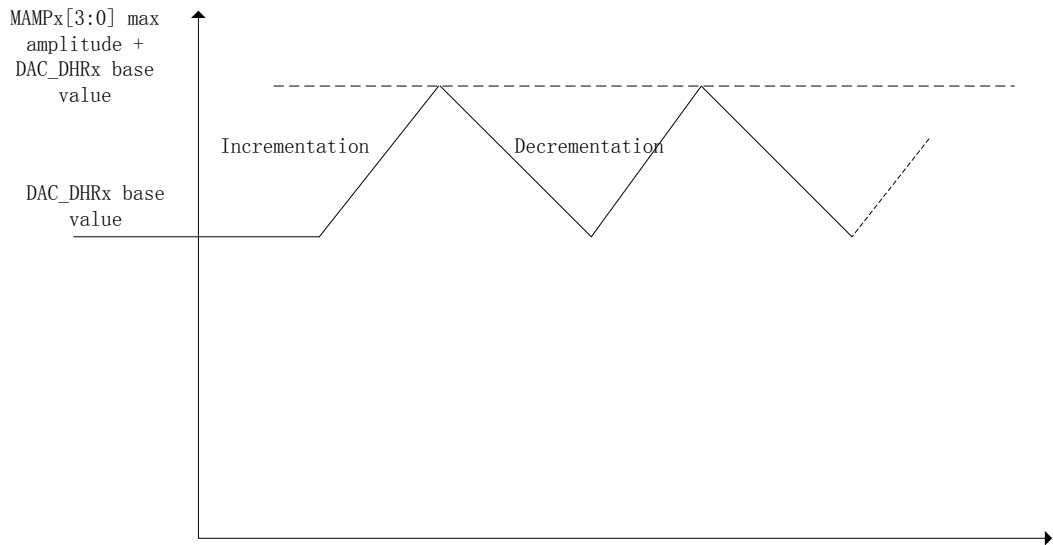 MAMPx[3:0] max
amplitude +
DAC_DHRx base
value
Incrementation
Decrementation
DAC_DHRx base
value